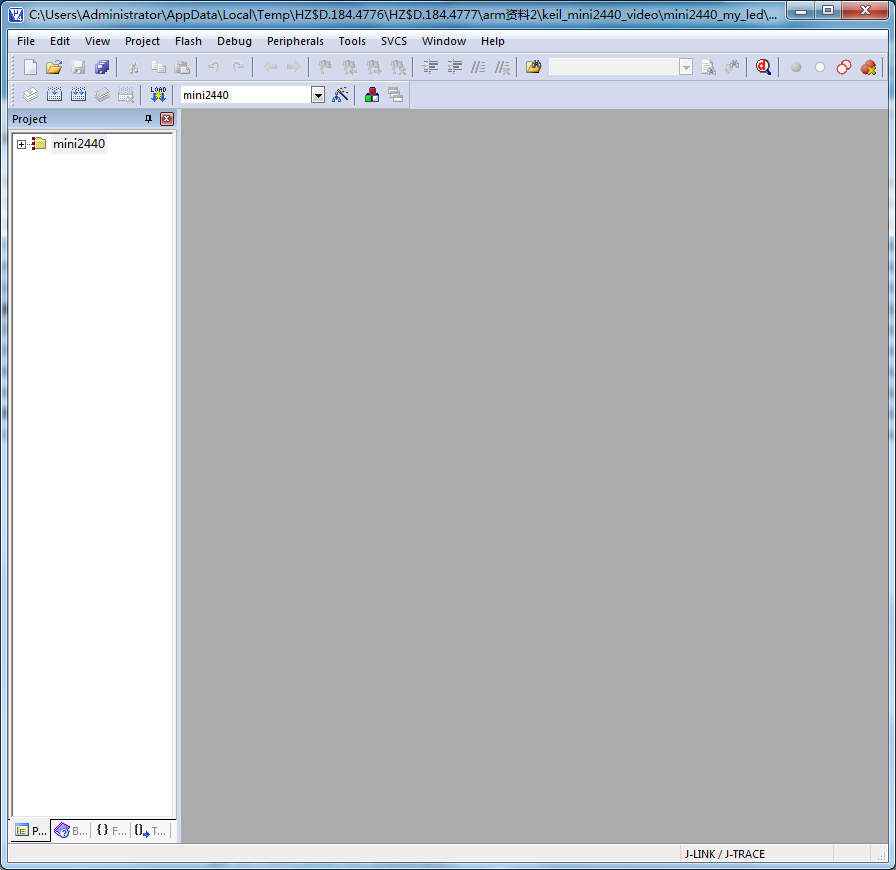 C:\Users\Administrator\AppData\Local\Temp\HZ$D.184.4776\HZ$D.184.4777\arm资料2\keil_mini2440_video\mini2440_my_led\...
File Edit View Project Flash Debug Peripherals Tools SVCS Window Help
LOAD mini2440
Project
mini2440
P... B... {} F... 0 T...
J-LINK / J-TRACE